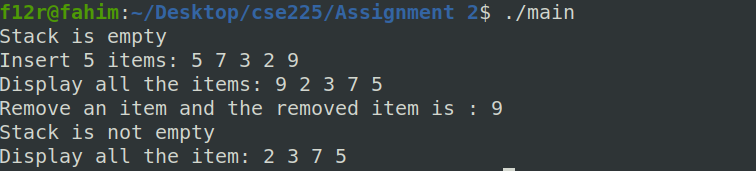 f12r@fahim:~/Desktop/cse225/Assignment 2$ ./main
Stack is empty
Insert 5 items: 5 7 3 2 9
Display all the items: 9 2 3 7 5
Remove an item and the removed item is : 9
Stack is not empty
Display all the item: 2 3 7 5